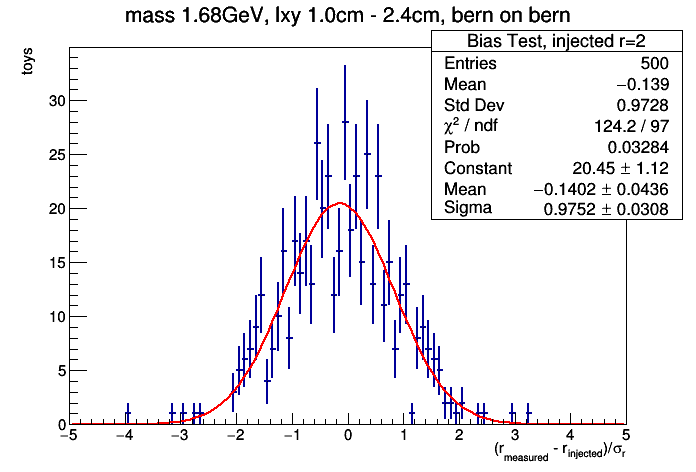 mass 1.68GeV, lxy 1.0cm - 2.4cm, bern on bern
Bias Test, injected r=2
Entries 500
Mean −0.139
Std Dev 0.9728
χ² / ndf 124.2 / 97
Prob 0.03284
Constant 20.45 ± 1.12
Mean −0.1402 ± 0.0436
Sigma 0.9752 ± 0.0308
toys
30
25
20
15
10
5
0
−5 −4 −3 −2 −1 0 1 2 3 4 5
(r_measured - r_injected)/σ_r